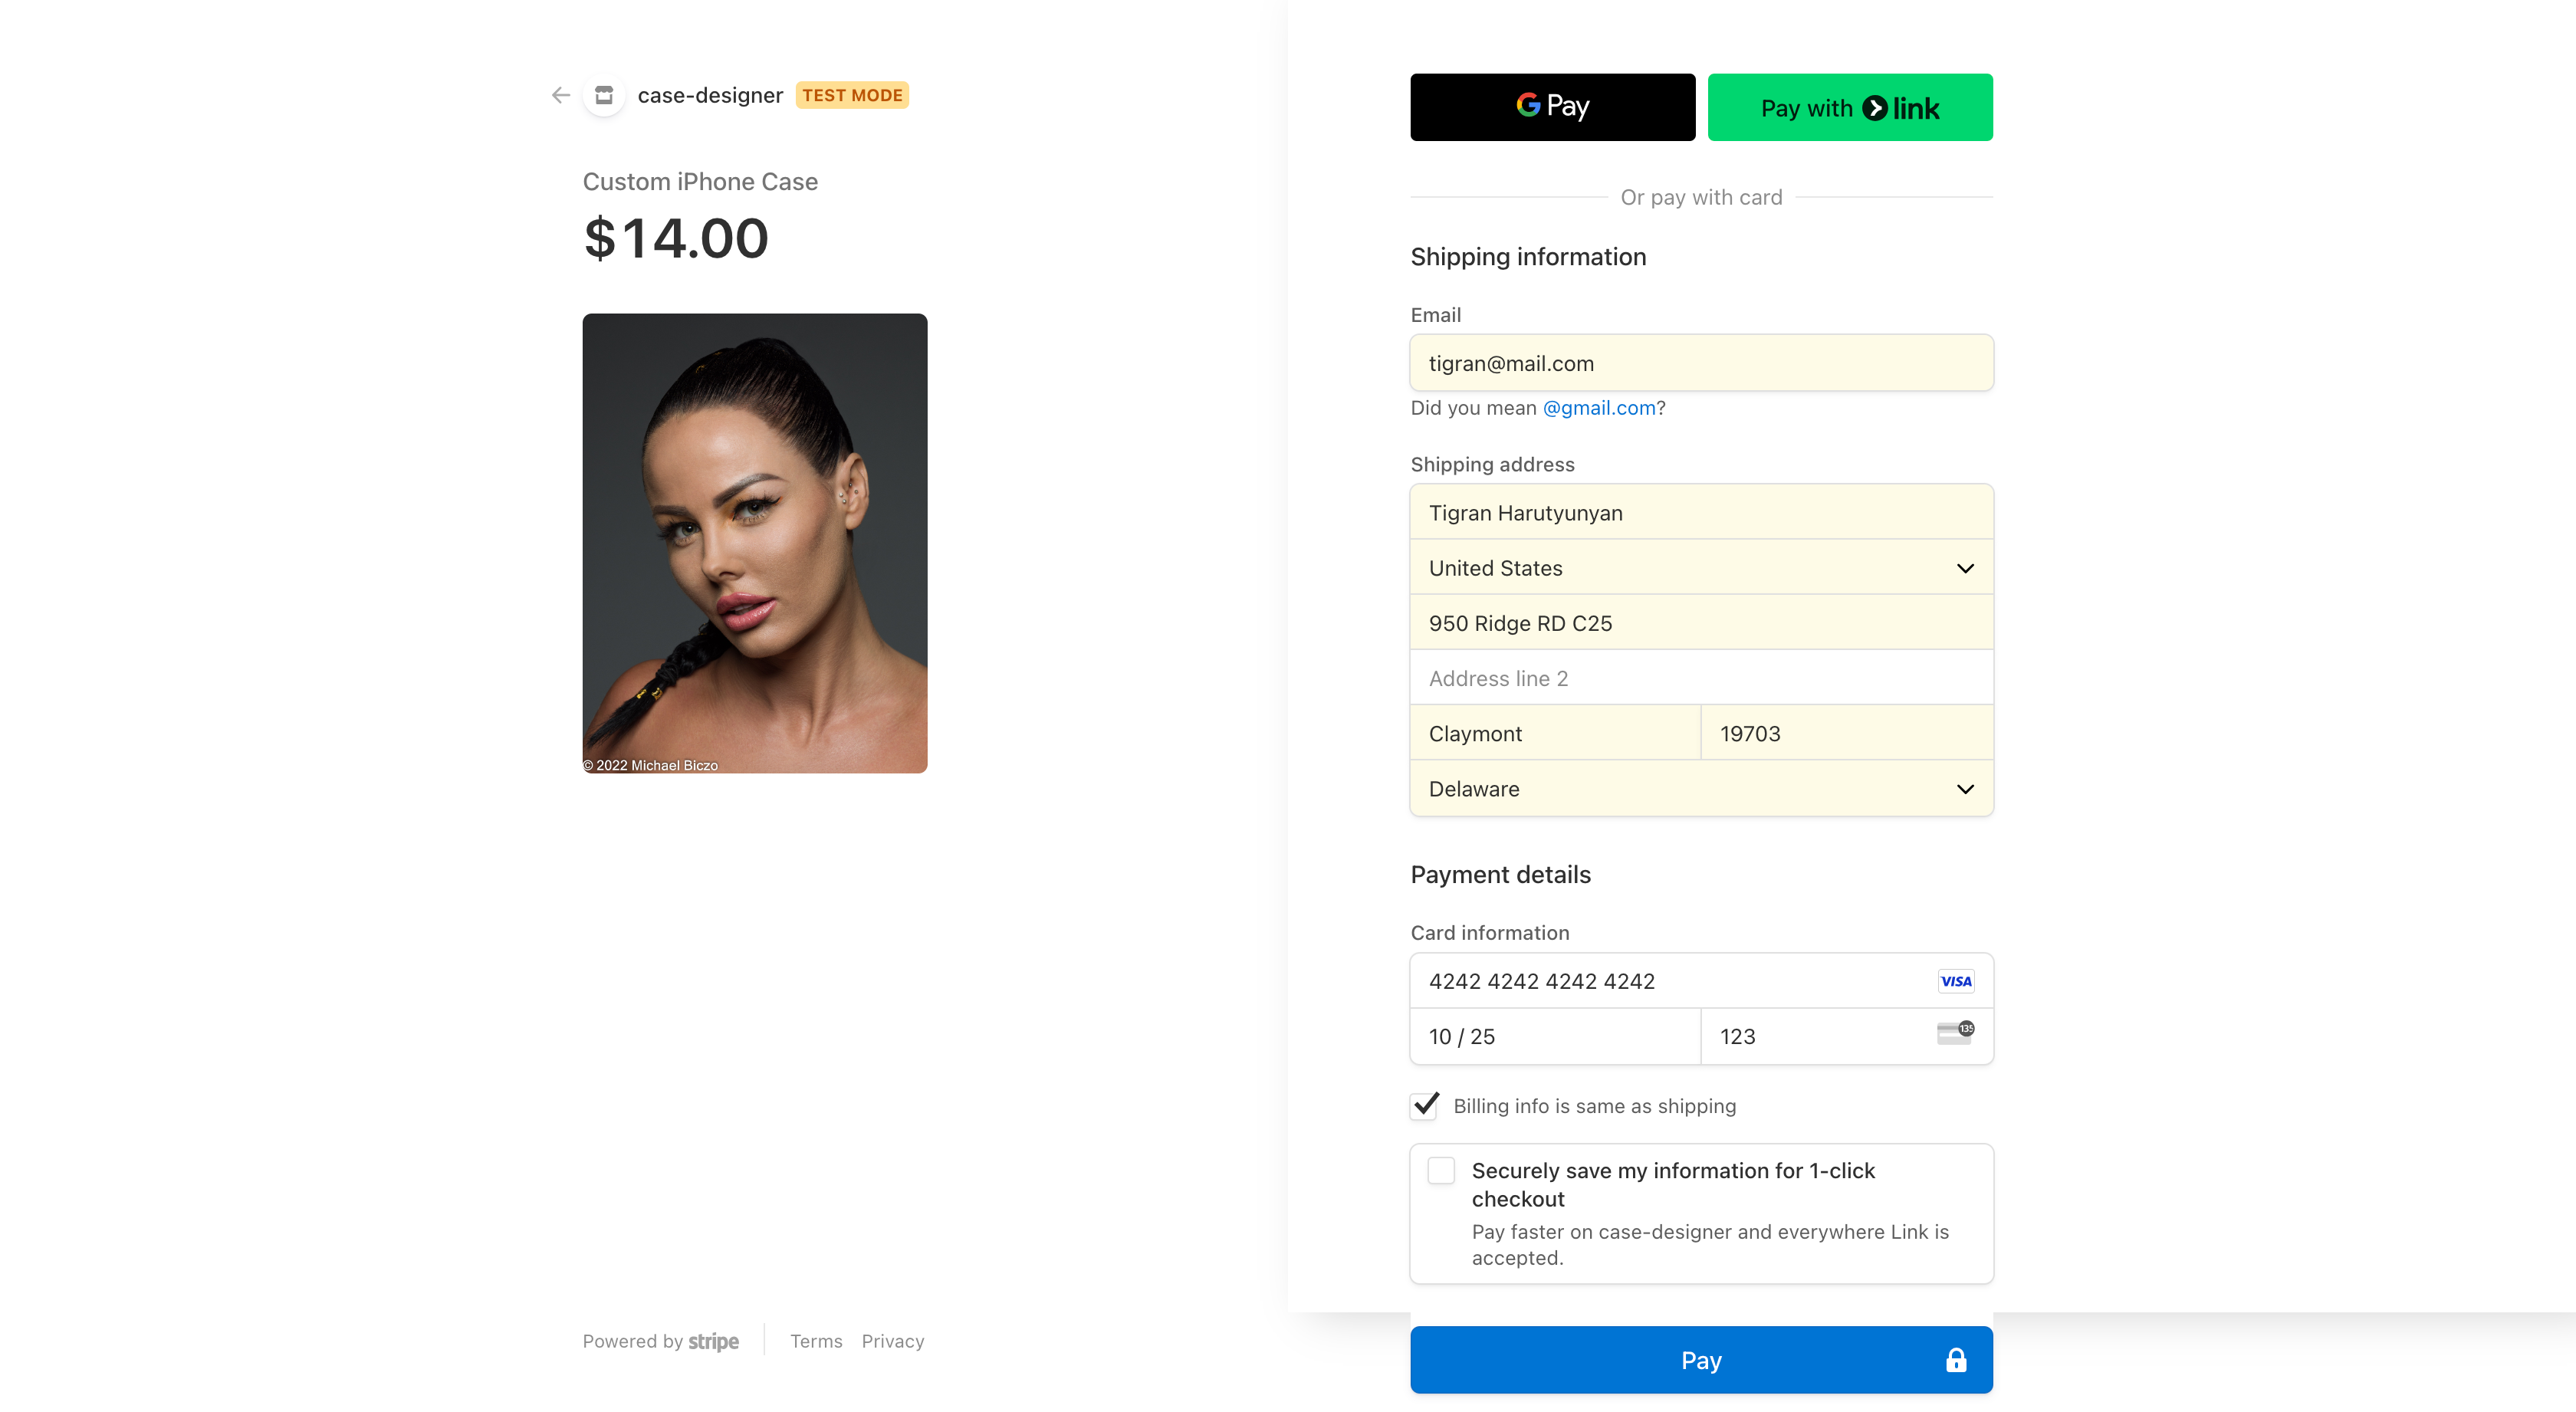 case-designer TEST MODE
Custom iPhone Case
$14.00
© 2022 Michael Biczo
Powered by stripe
Terms Privacy
G Pay
Pay with link
Or pay with card
Shipping information
Email
tigran@mail.com
Did you mean @gmail.com?
Shipping address
Tigran Harutyunyan
United States
950 Ridge RD C25
Address line 2
Claymont 19703
Delaware
Payment details
Card information
4242 4242 4242 4242 VISA
10 / 25 123 135
Billing info is same as shipping
Securely save my information for 1-click
checkout
Pay faster on case-designer and everywhere Link is
accepted.
Pay